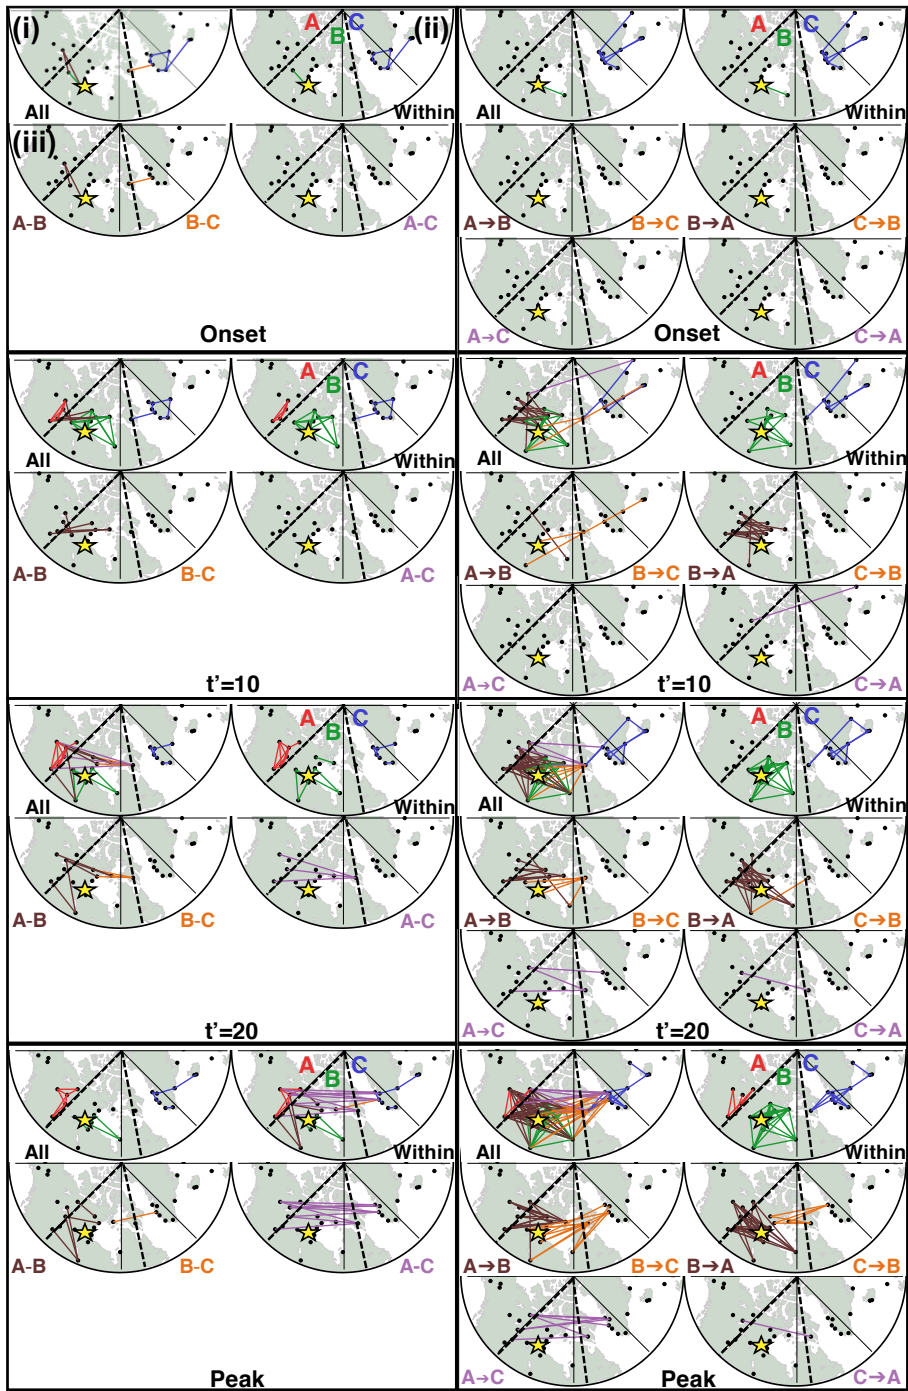 (i) A B C (ii) A B C
All Within All Within
(iii)
A-B B-C A-C A→B B→C B→A C→B
Onset A→C Onset C→A
A B C A B C
All Within All Within
A-B B-C A-C A→B B→C B→A C→B
t'=10 A→C t'=10 C→A
A B C A B C
All Within All Within
A-B B-C A-C A→B B→C B→A C→B
t'=20 A→C t'=20 C→A
A B C A B C
All Within All Within
A-B B-C A-C A→B B→C B→A C→B
Peak A→C Peak C→A